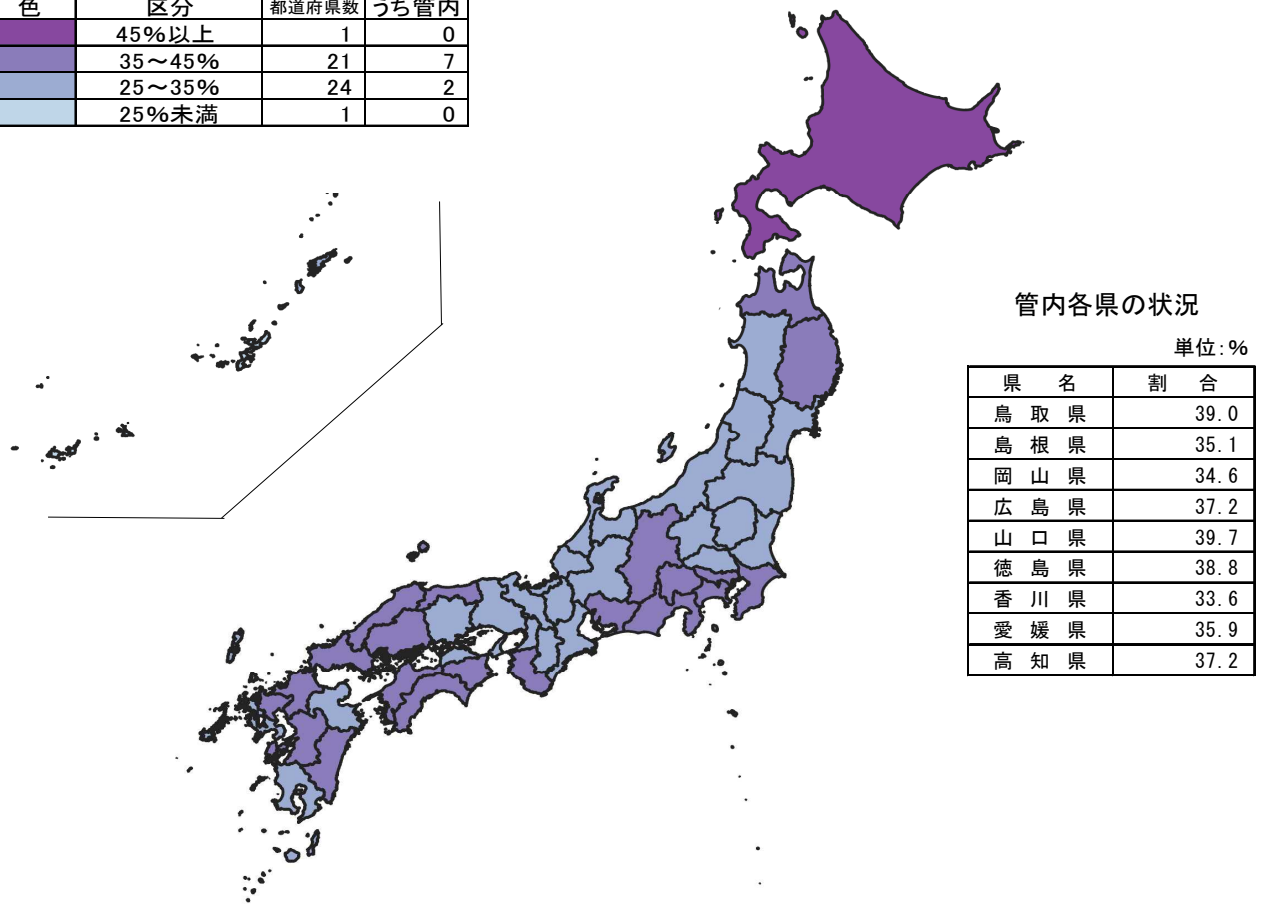 色 区分 都道府県数 うち管内
45％以上 1 0
35～45％ 21 7
25～35％ 24 2
25％未満 1 0
管内各県の状況
単位：％
県 名 割 合
鳥 取 県 39.0
島 根 県 35.1
岡 山 県 34.6
広 島 県 37.2
山 口 県 39.7
徳 島 県 38.8
香 川 県 33.6
愛 媛 県 35.9
高 知 県 37.2